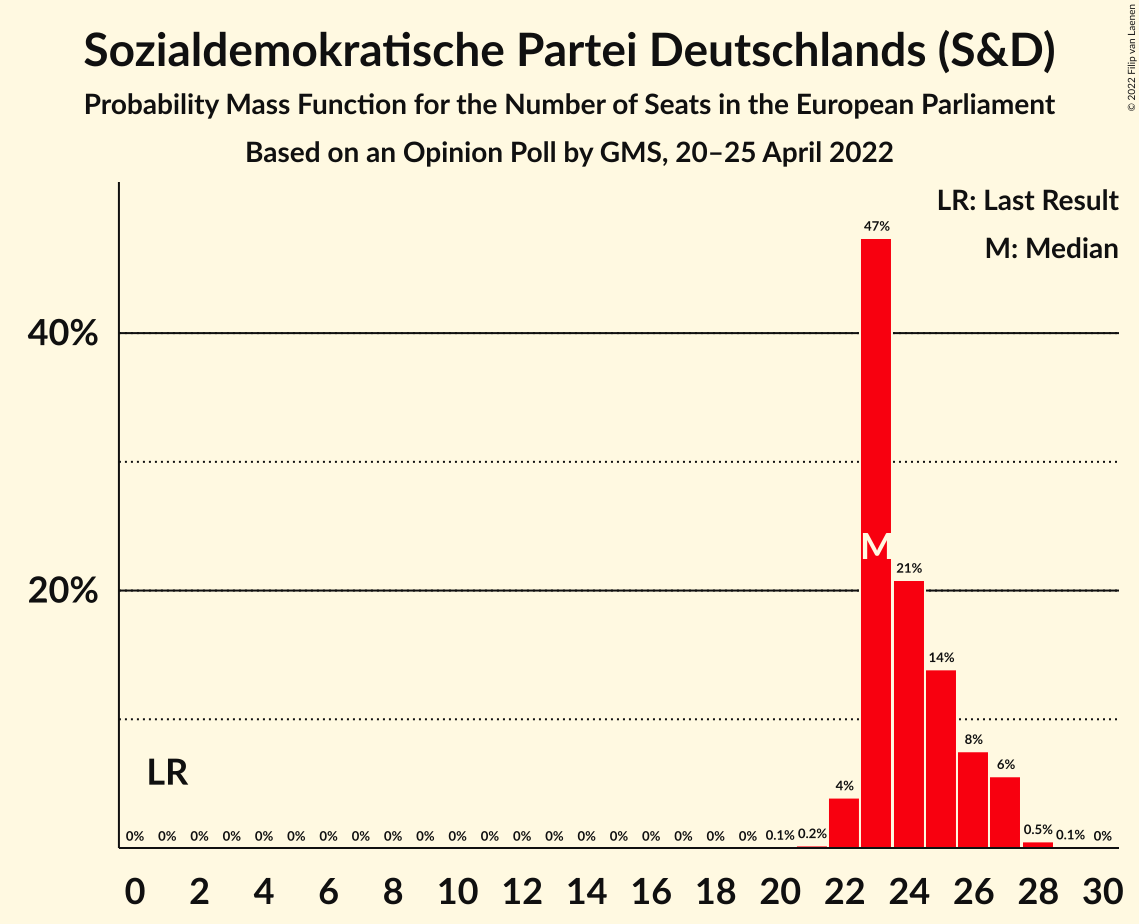 Sozialdemokratische Partei Deutschlands (S&D)
Probability Mass Function for the Number of Seats in the European Parliament
Based on an Opinion Poll by GMS, 20–25 April 2022
© 2022 Filip van Laenen
LR: Last Result
M: Median
47%
40%
M
21%
20%
14%
8%
6%
LR
4%
0% 0% 0% 0% 0% 0% 0% 0% 0% 0% 0% 0% 0% 0% 0% 0% 0% 0% 0% 0% 0.1% 0.2% 0.5% 0.1% 0%
0 2 4 6 8 10 12 14 16 18 20 22 24 26 28 30